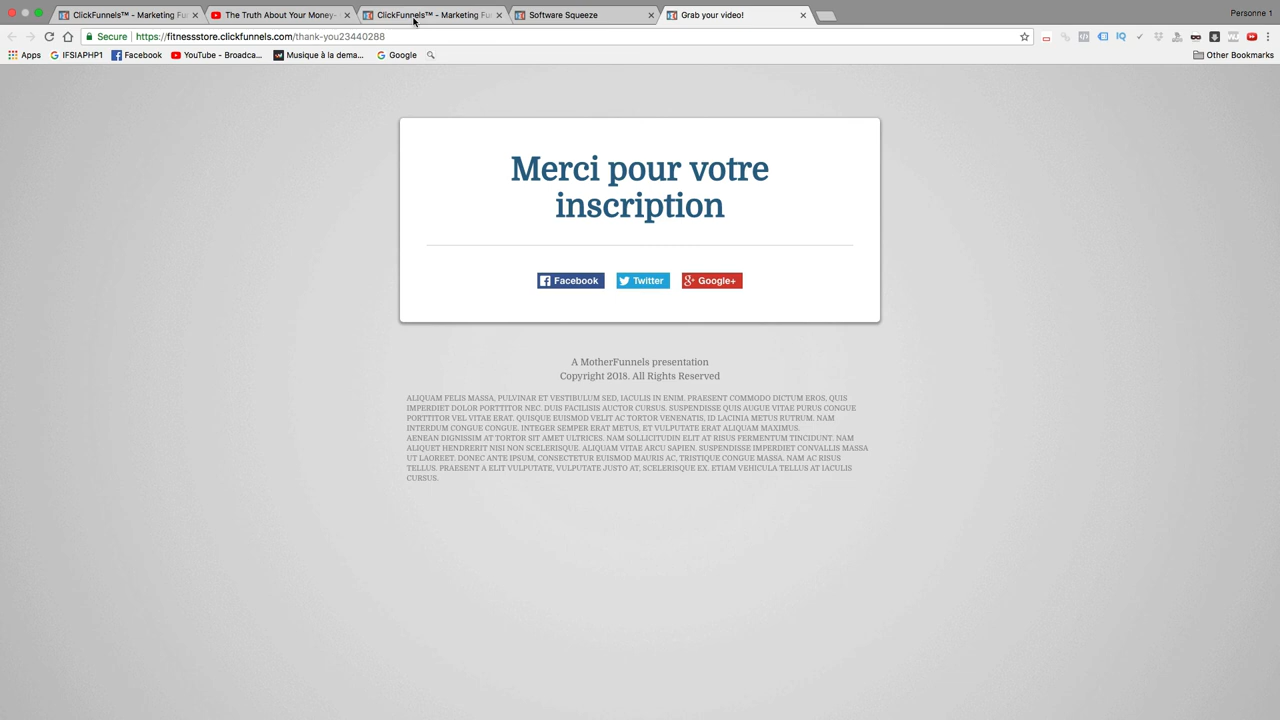 ClickFunnels™ - Marketing Fu
The Truth About Your Money-
ClickFunnels™ - Marketing Fu
Software Squeeze
Grab your video!
Personne 1
Secure
https://fitnessstore.clickfunnels.com/thank-you23440288
Apps
IFSIAPHP1
Facebook
YouTube - Broadca...
Musique à la dema...
Google
Other Bookmarks
Merci pour votre
inscription
Facebook
Twitter
Google+
A MotherFunnels presentation
Copyright 2018. All Rights Reserved
ALIQUAM FELIS MASSA, PULVINAR ET VESTIBULUM SED, IACULIS IN ENIM. PRAESENT COMMODO DICTUM EROS, QUIS
IMPERDIET DOLOR PORTTITOR NEC. DUIS FACILISIS AUCTOR CURSUS. SUSPENDISSE QUIS AUGUE VITAE PURUS CONGUE
PORTTITOR VEL VITAE ERAT. QUISQUE EUISMOD VELIT AC TORTOR VENENATIS, ID LACINIA METUS RUTRUM. NAM
INTERDUM CONGUE CONGUE. INTEGER SEMPER ERAT METUS, ET VULPUTATE ERAT ALIQUAM MAXIMUS.
AENEAN DIGNISSIM AT TORTOR SIT AMET ULTRICES. NAM SOLLICITUDIN ELIT AT RISUS FERMENTUM TINCIDUNT. NAM
ALIQUET HENDRERIT NISI NON SCELERISQUE. ALIQUAM VITAE ARCU SAPIEN. SUSPENDISSE IMPERDIET CONVALLIS MASSA
UT LAOREET. DONEC ANTE IPSUM, CONSECTETUR EUISMOD MAURIS AC, TRISTIQUE CONGUE MASSA. NAM AC RISUS
TELLUS. PRAESENT A ELIT VULPUTATE, VULPUTATE JUSTO AT, SCELERISQUE EX. ETIAM VEHICULA TELLUS AT IACULIS
CURSUS.